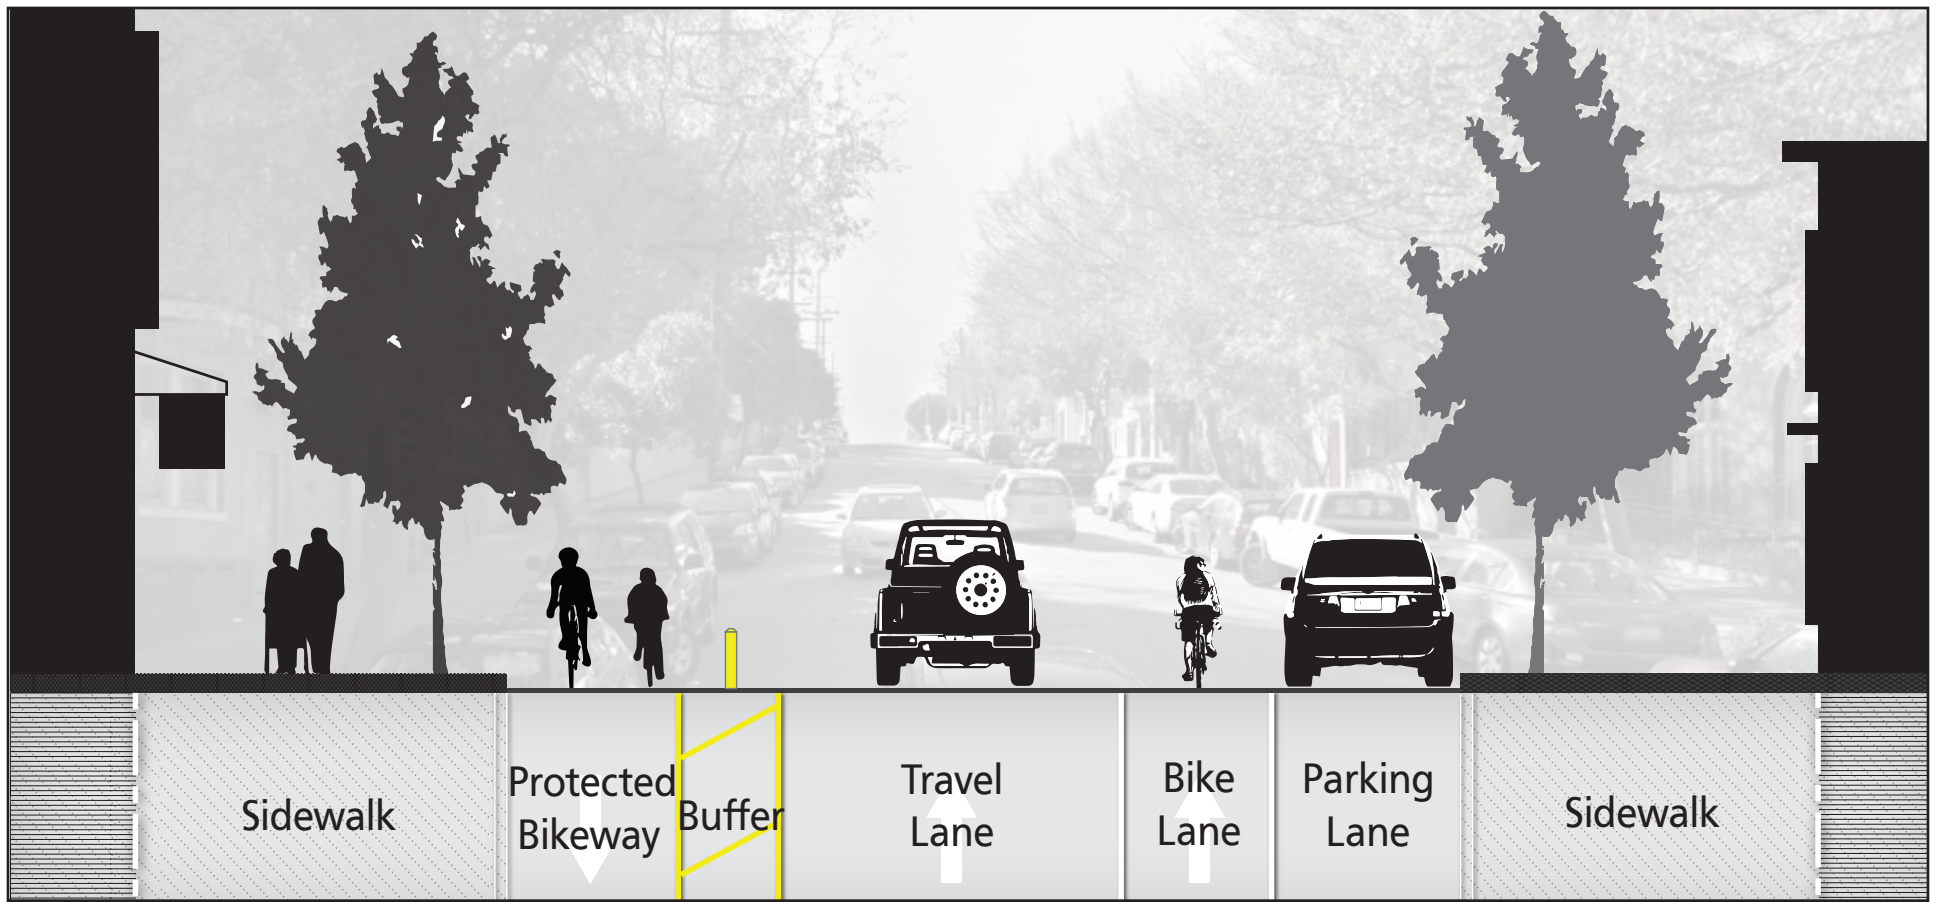 Sidewalk
Protected
Bikeway
Buffer
Travel
Lane
Bike
Lane
Parking
Lane
Sidewalk